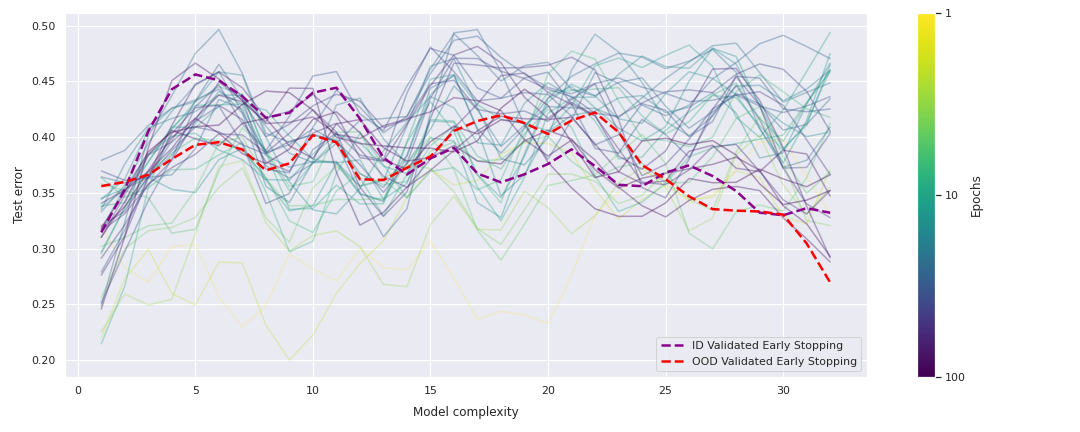 0.50
0.45
0.40
0.35
0.30
0.25
0.20
Test error
0 5 10 15 20 25 30
Model complexity
ID Validated Early Stopping
OOD Validated Early Stopping
1
10
100
Epochs